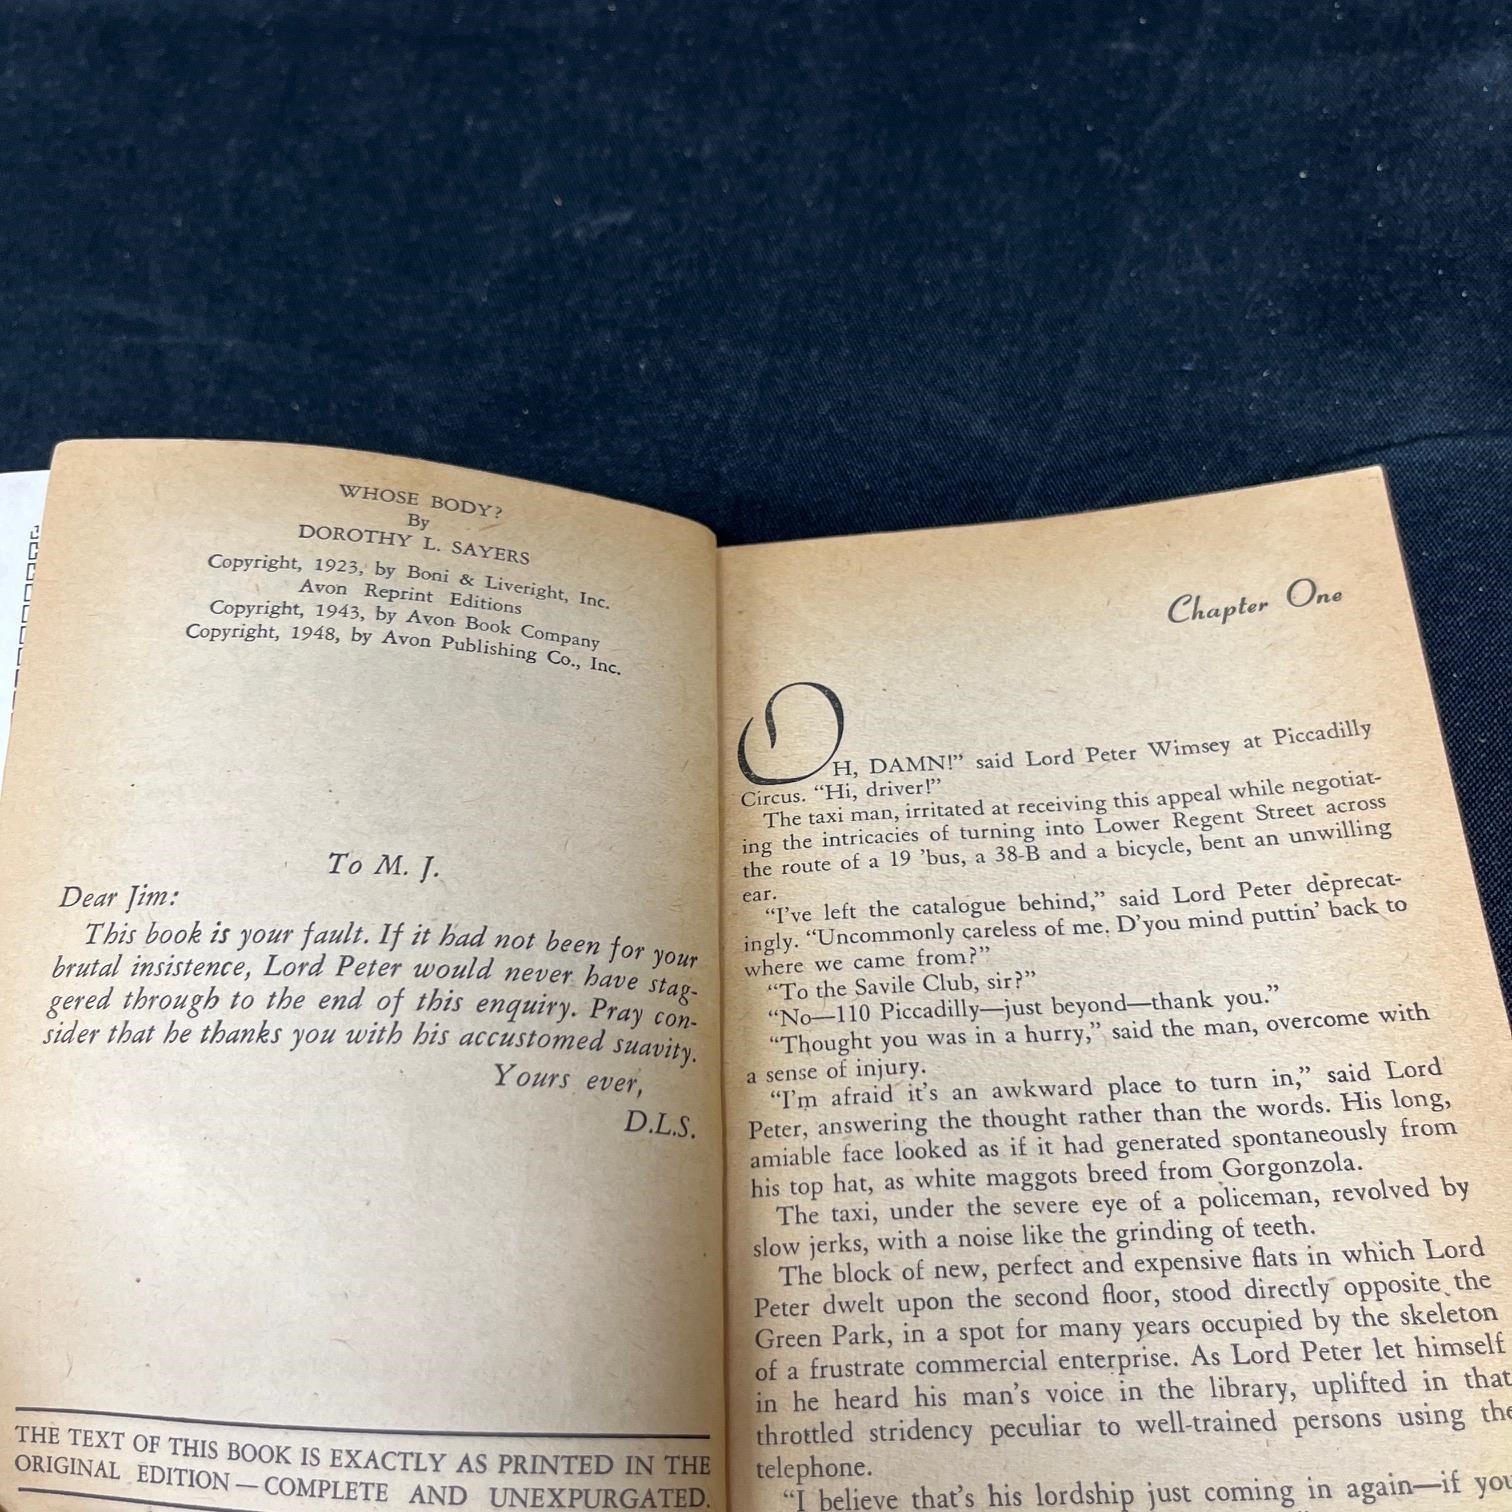 WHOSE BODY?
By
DOROTHY L. SAYERS
Copyright, 1923, by Boni & Liveright, Inc.
Avon Reprint Editions
Copyright, 1943, by Avon Book Company
Copyright, 1948, by Avon Publishing Co., Inc.
To M. J.
Dear Jim:
This book is your fault. If it had not been for your
brutal insistence, Lord Peter would never have stag-
gered through to the end of this enquiry. Pray con-
sider that he thanks you with his accustomed suavity.
Yours ever,
D.L.S.
THE TEXT OF THIS BOOK IS EXACTLY AS PRINTED IN THE
ORIGINAL EDITION—COMPLETE AND UNEXPURGATED.
Chapter One
OH, DAMN!” said Lord Peter Wimsey at Piccadilly
Circus. “Hi, driver!”
The taxi man, irritated at receiving this appeal while negotiat-
ing the intricacies of turning into Lower Regent Street across
the route of a 19 ’bus, a 38-B and a bicycle, bent an unwilling
ear.
“I’ve left the catalogue behind,” said Lord Peter deprecat-
ingly. “Uncommonly careless of me. D’you mind puttin’ back to
where we came from?”
“To the Savile Club, sir?”
“No—110 Piccadilly—just beyond—thank you.”
“Thought you was in a hurry,” said the man, overcome with
a sense of injury.
“I’m afraid it’s an awkward place to turn in,” said Lord
Peter, answering the thought rather than the words. His long,
amiable face looked as if it had generated spontaneously from
his top hat, as white maggots breed from Gorgonzola.
The taxi, under the severe eye of a policeman, revolved by
slow jerks, with a noise like the grinding of teeth.
The block of new, perfect and expensive flats in which Lord
Peter dwelt upon the second floor, stood directly opposite the
Green Park, in a spot for many years occupied by the skeleton
of a frustrate commercial enterprise. As Lord Peter let himself
in he heard his man’s voice in the library, uplifted in that
throttled stridency peculiar to well-trained persons using the
telephone.
“I believe that’s his lordship just coming in again—if you